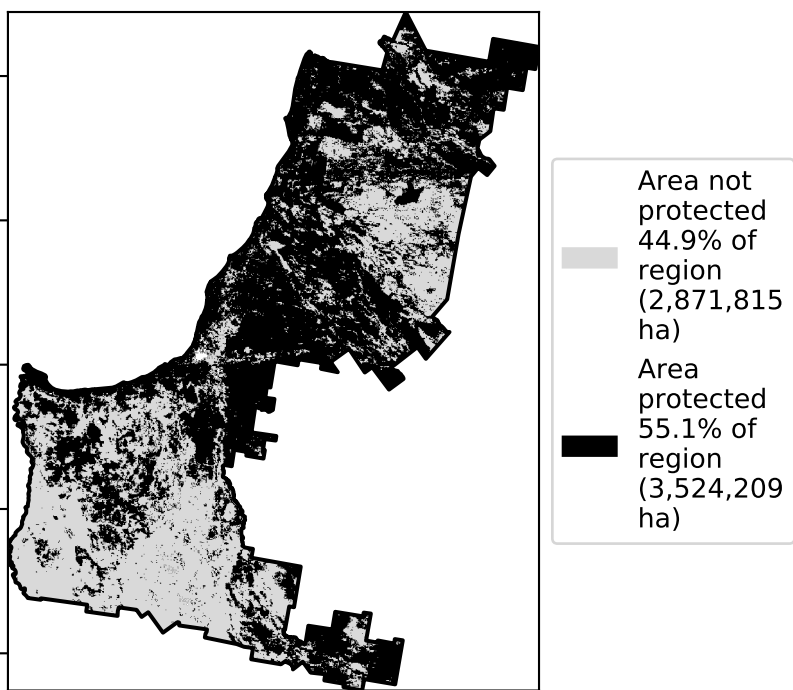 Area not
protected
44.9% of
region
(2,871,815
ha)
Area
protected
55.1% of
region
(3,524,209
ha)